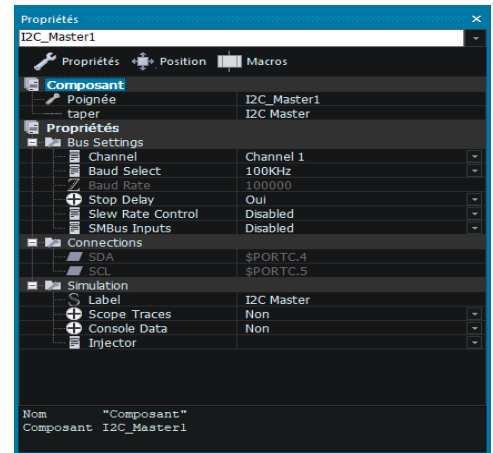 Propriétés ×
I2C_Master1
Propriétés Position Macros
Composant
Poignée I2C_Master1
taper I2C Master
Propriétés
Bus Settings
Channel Channel 1
Baud Select 100KHz
Baud Rate 100000
Stop Delay Oui
Slew Rate Control Disabled
SMBus Inputs Disabled
Connections
SDA $PORTC.4
SCL $PORTC.5
Simulation
Label I2C Master
Scope Traces Non
Console Data Non
Injector
Nom "Composant"
Composant I2C_Master1